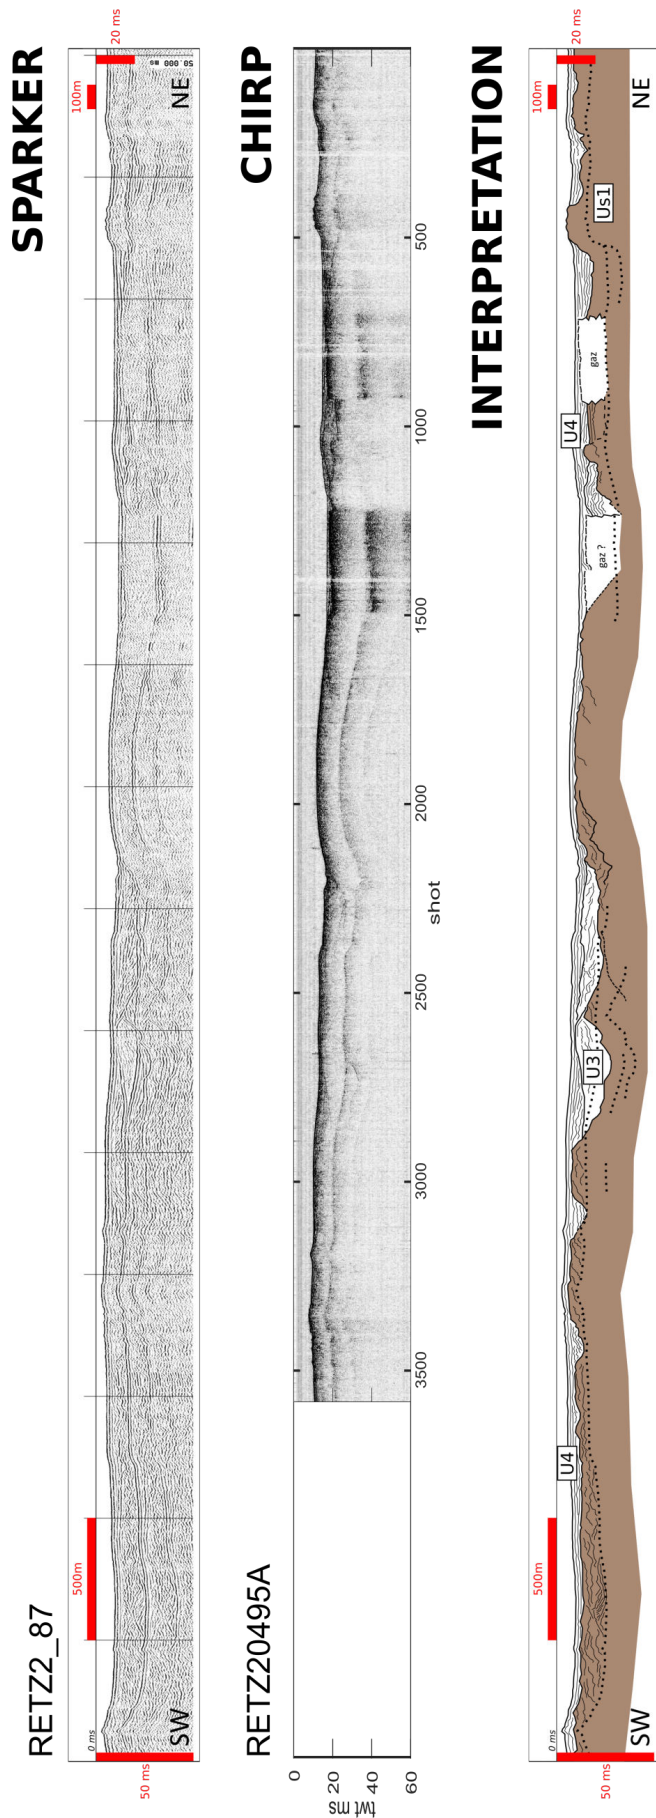 SPARKER
RETZ2_87
0 ms
50 ms
500m
SW
100m
20 ms
NE
50.000 ms
CHIRP
RETZ20495A
0
20
40
60
twt ms
3500
3000
2500
2000
1500
1000
500
shot
INTERPRETATION
0 ms
50 ms
500m
SW
U4
U3
gaz ?
U4
gaz
Us1
100m
20 ms
NE